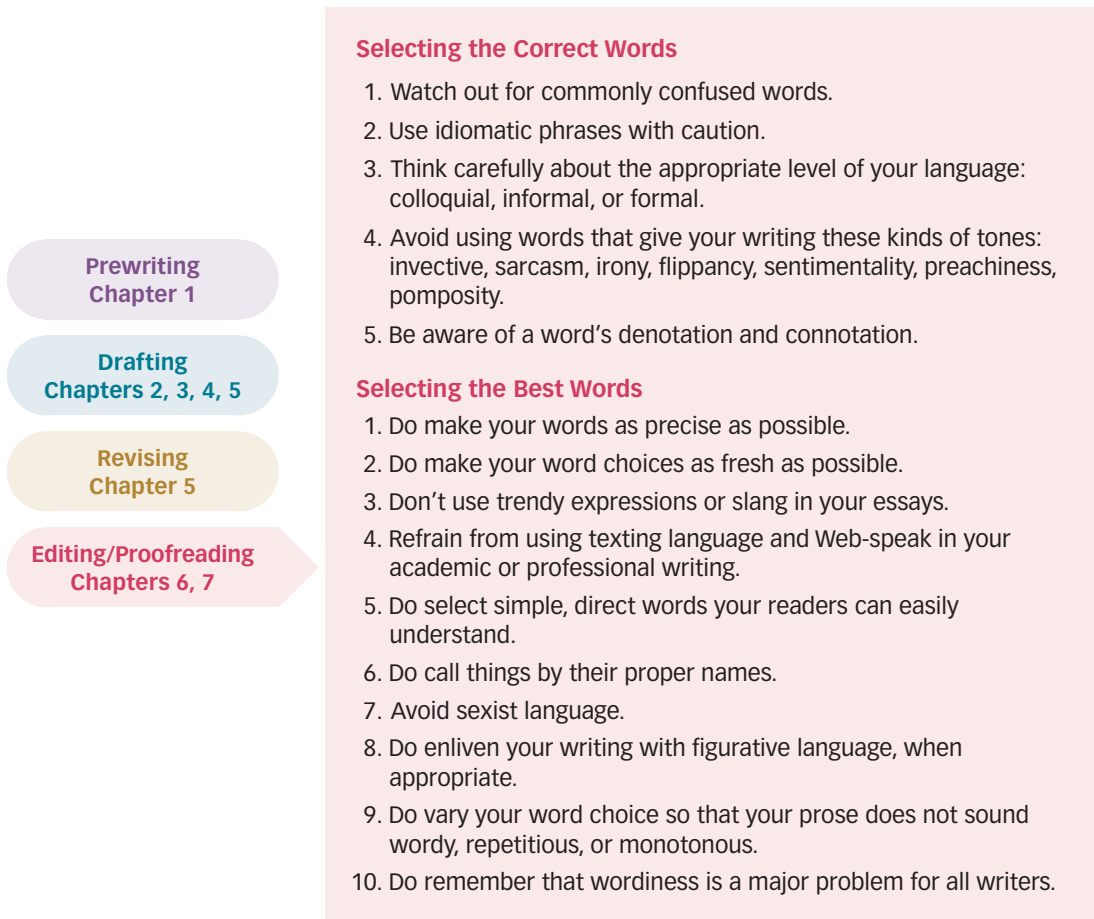 Prewriting
Chapter 1
Drafting
Chapters 2, 3, 4, 5
Revising
Chapter 5
Editing/Proofreading
Chapters 6, 7
Selecting the Correct Words
1. Watch out for commonly confused words.
2. Use idiomatic phrases with caution.
3. Think carefully about the appropriate level of your language:
colloquial, informal, or formal.
4. Avoid using words that give your writing these kinds of tones:
invective, sarcasm, irony, flippancy, sentimentality, preachiness,
pomposity.
5. Be aware of a word’s denotation and connotation.
Selecting the Best Words
1. Do make your words as precise as possible.
2. Do make your word choices as fresh as possible.
3. Don’t use trendy expressions or slang in your essays.
4. Refrain from using texting language and Web-speak in your
academic or professional writing.
5. Do select simple, direct words your readers can easily
understand.
6. Do call things by their proper names.
7. Avoid sexist language.
8. Do enliven your writing with figurative language, when
appropriate.
9. Do vary your word choice so that your prose does not sound
wordy, repetitious, or monotonous.
10. Do remember that wordiness is a major problem for all writers.